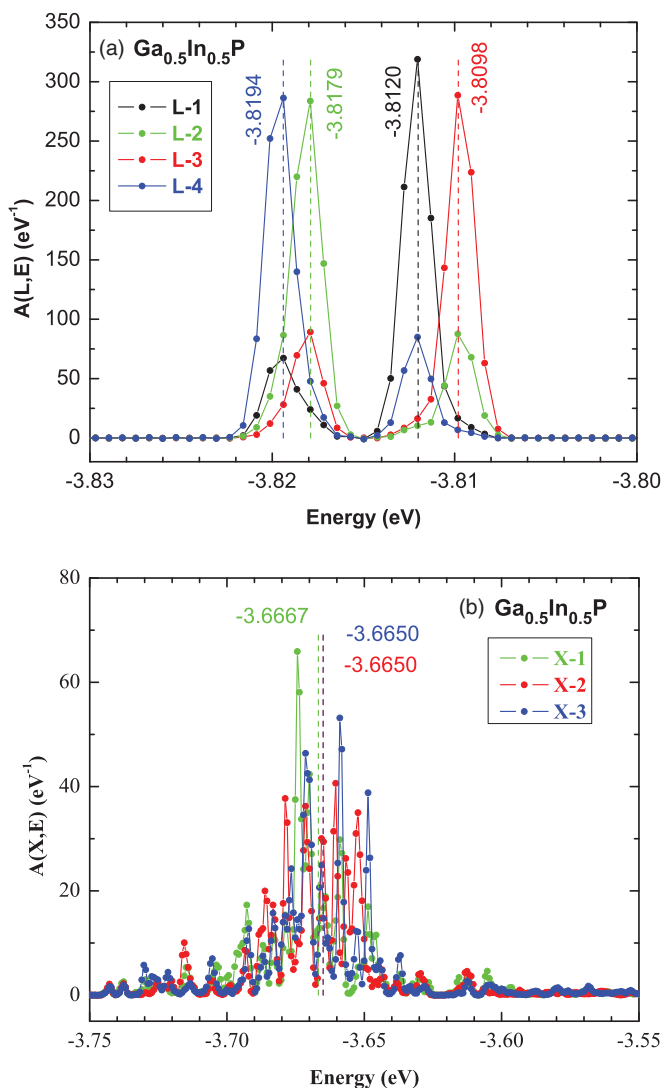 (a) Ga0.5In0.5P
L-1
L-2
L-3
L-4
-3.8194
-3.8179
-3.8120
-3.8098
A(L,E) (eV-1)
350
300
250
200
150
100
50
0
-3.83
-3.82
-3.81
-3.80
Energy (eV)
(b) Ga0.5In0.5P
-3.6667
-3.6650
-3.6650
X-1
X-2
X-3
A(X,E) (eV-1)
80
60
40
20
0
-3.75
-3.70
-3.65
-3.60
-3.55
Energy (eV)